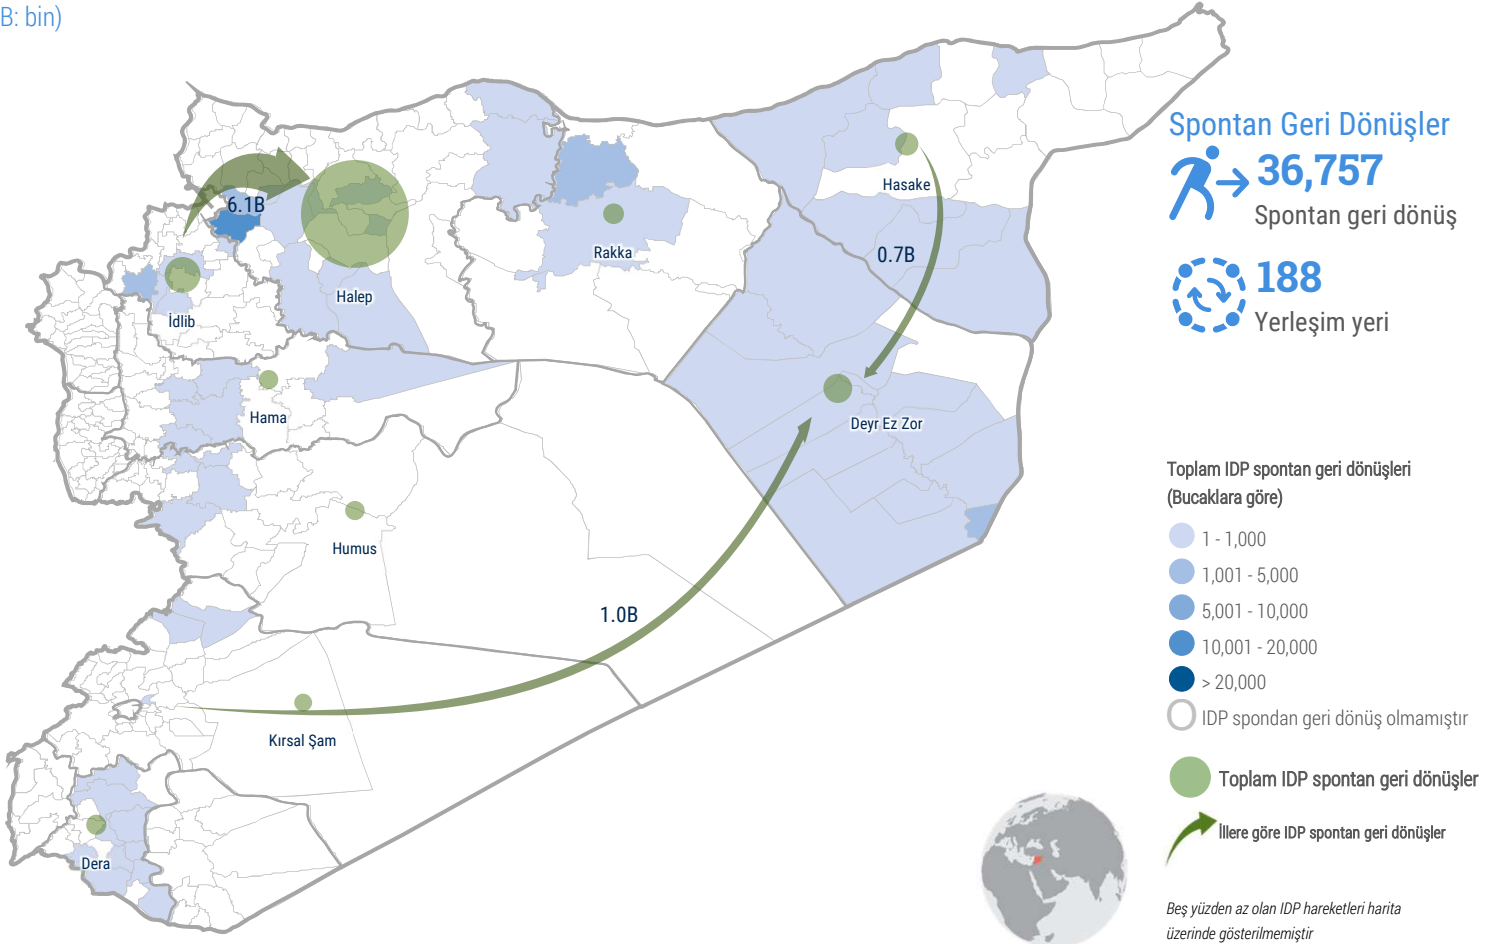 B: bin)
Spontan Geri Dönüşler
36,757
Spontan geri dönüş
188
Yerleşim yeri
Hasake
6.1B
Rakka
0.7B
Halep
İdlib
Hama
Deyr Ez Zor
Humus
1.0B
Kırsal Şam
Dera
Toplam IDP spontan geri dönüşleri
(Bucaklara göre)
1 - 1,000
1,001 - 5,000
5,001 - 10,000
10,001 - 20,000
> 20,000
IDP spondan geri dönüş olmamıştır
Toplam IDP spontan geri dönüşler
İllere göre IDP spontan geri dönüşler
Beş yüzden az olan IDP hareketleri harita
üzerinde gösterilmemiştir